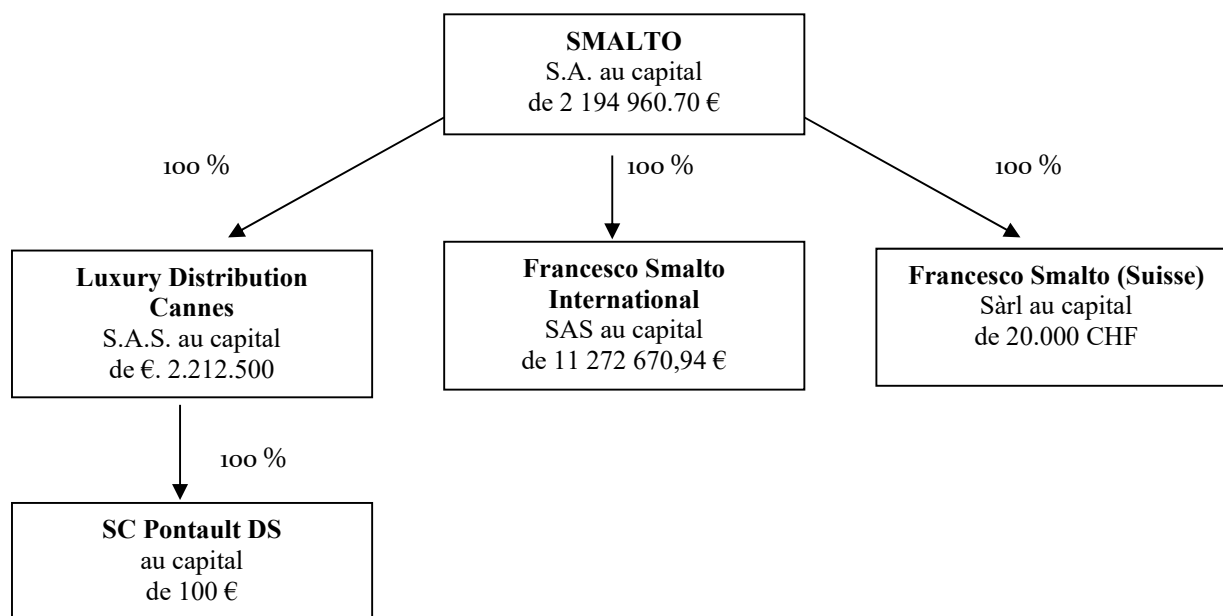 SMALTO
S.A. au capital
de 2 194 960.70 €
100 %
100 %
100 %
Luxury Distribution
Cannes
S.A.S. au capital
de €. 2.212.500
Francesco Smalto
International
SAS au capital
de 11 272 670,94 €
Francesco Smalto (Suisse)
Sàrl au capital
de 20.000 CHF
100 %
SC Pontault DS
au capital
de 100 €